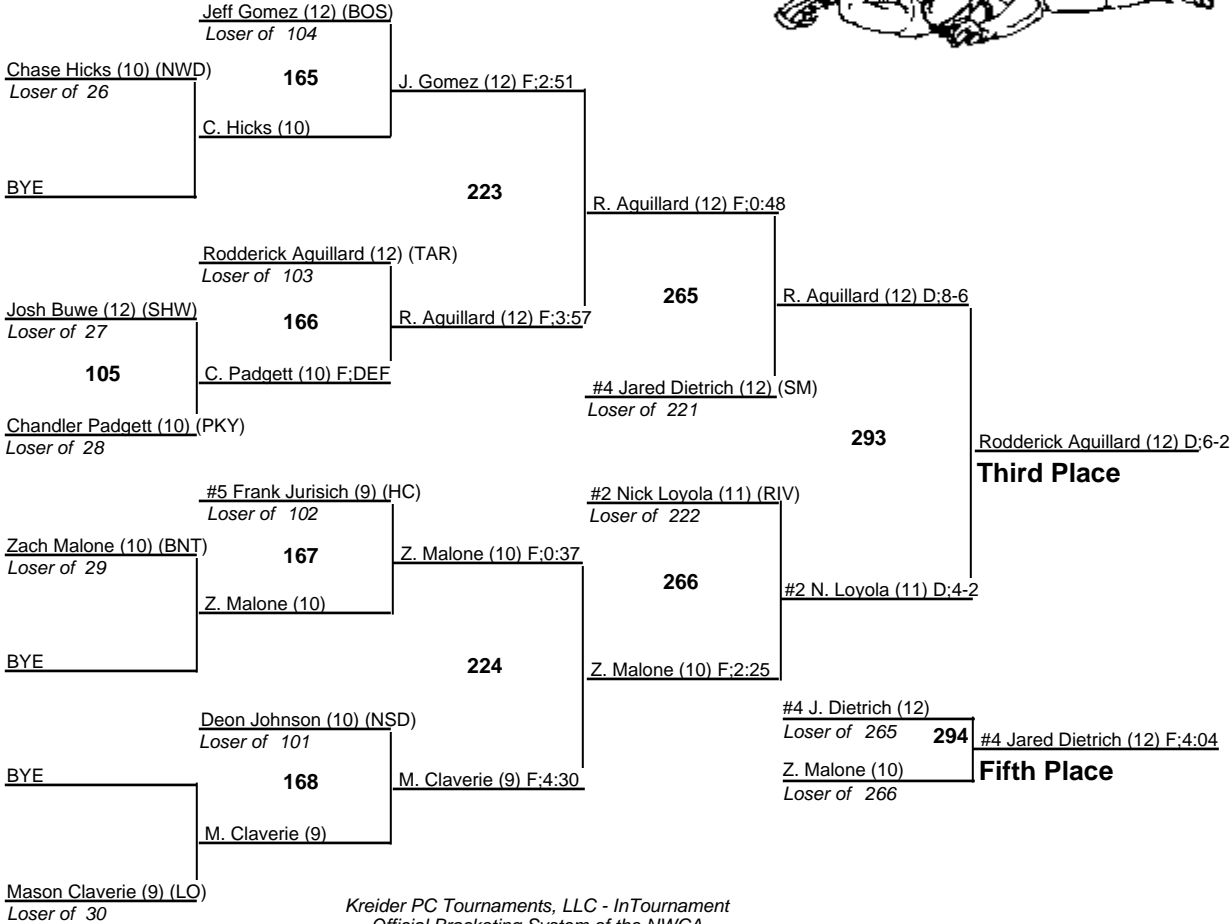 Jeff Gomez (12) (BOS)
Loser of 104
Chase Hicks (10) (NWD)
Loser of 26
165
J. Gomez (12) F;2:51
C. Hicks (10)
BYE
223
R. Aguillard (12) F;0:48
Rodderick Aguillard (12) (TAR)
Loser of 103
Josh Buwe (12) (SHW)
Loser of 27
166
R. Aguillard (12) F;3:57
265
R. Aguillard (12) D;8-6
105
C. Padgett (10) F;DEF
#4 Jared Dietrich (12) (SM)
Loser of 221
Chandler Padgett (10) (PKY)
Loser of 28
293
Rodderick Aguillard (12) D;6-2
Third Place
#5 Frank Jurisich (9) (HC)
Loser of 102
#2 Nick Loyola (11) (RIV)
Loser of 222
Zach Malone (10) (BNT)
Loser of 29
167
Z. Malone (10) F;0:37
266
#2 N. Loyola (11) D;4-2
Z. Malone (10)
BYE
224
Z. Malone (10) F;2:25
Deon Johnson (10) (NSD)
Loser of 101
#4 J. Dietrich (12)
Loser of 265
294
#4 Jared Dietrich (12) F;4:04
Fifth Place
Z. Malone (10)
Loser of 266
BYE
168
M. Claverie (9) F;4:30
M. Claverie (9)
Mason Claverie (9) (LO)
Loser of 30
Kreider PC Tournaments, LLC - InTournament
Official Bracketing System of the NWCA